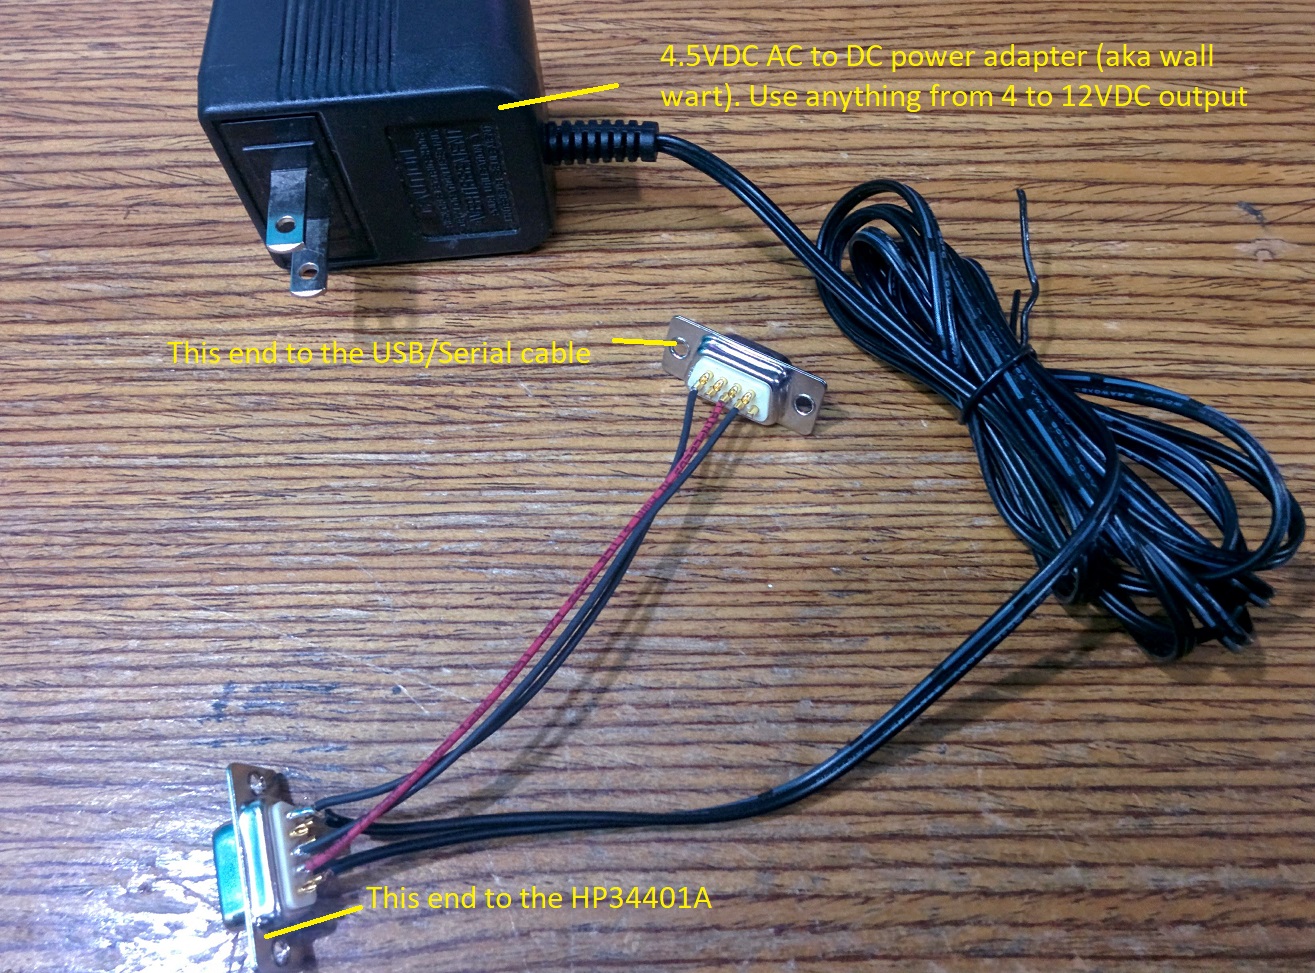 4.5VDC AC to DC power adapter (aka wall
wart). Use anything from 4 to 12VDC output
This end to the USB/Serial cable
This end to the HP34401A